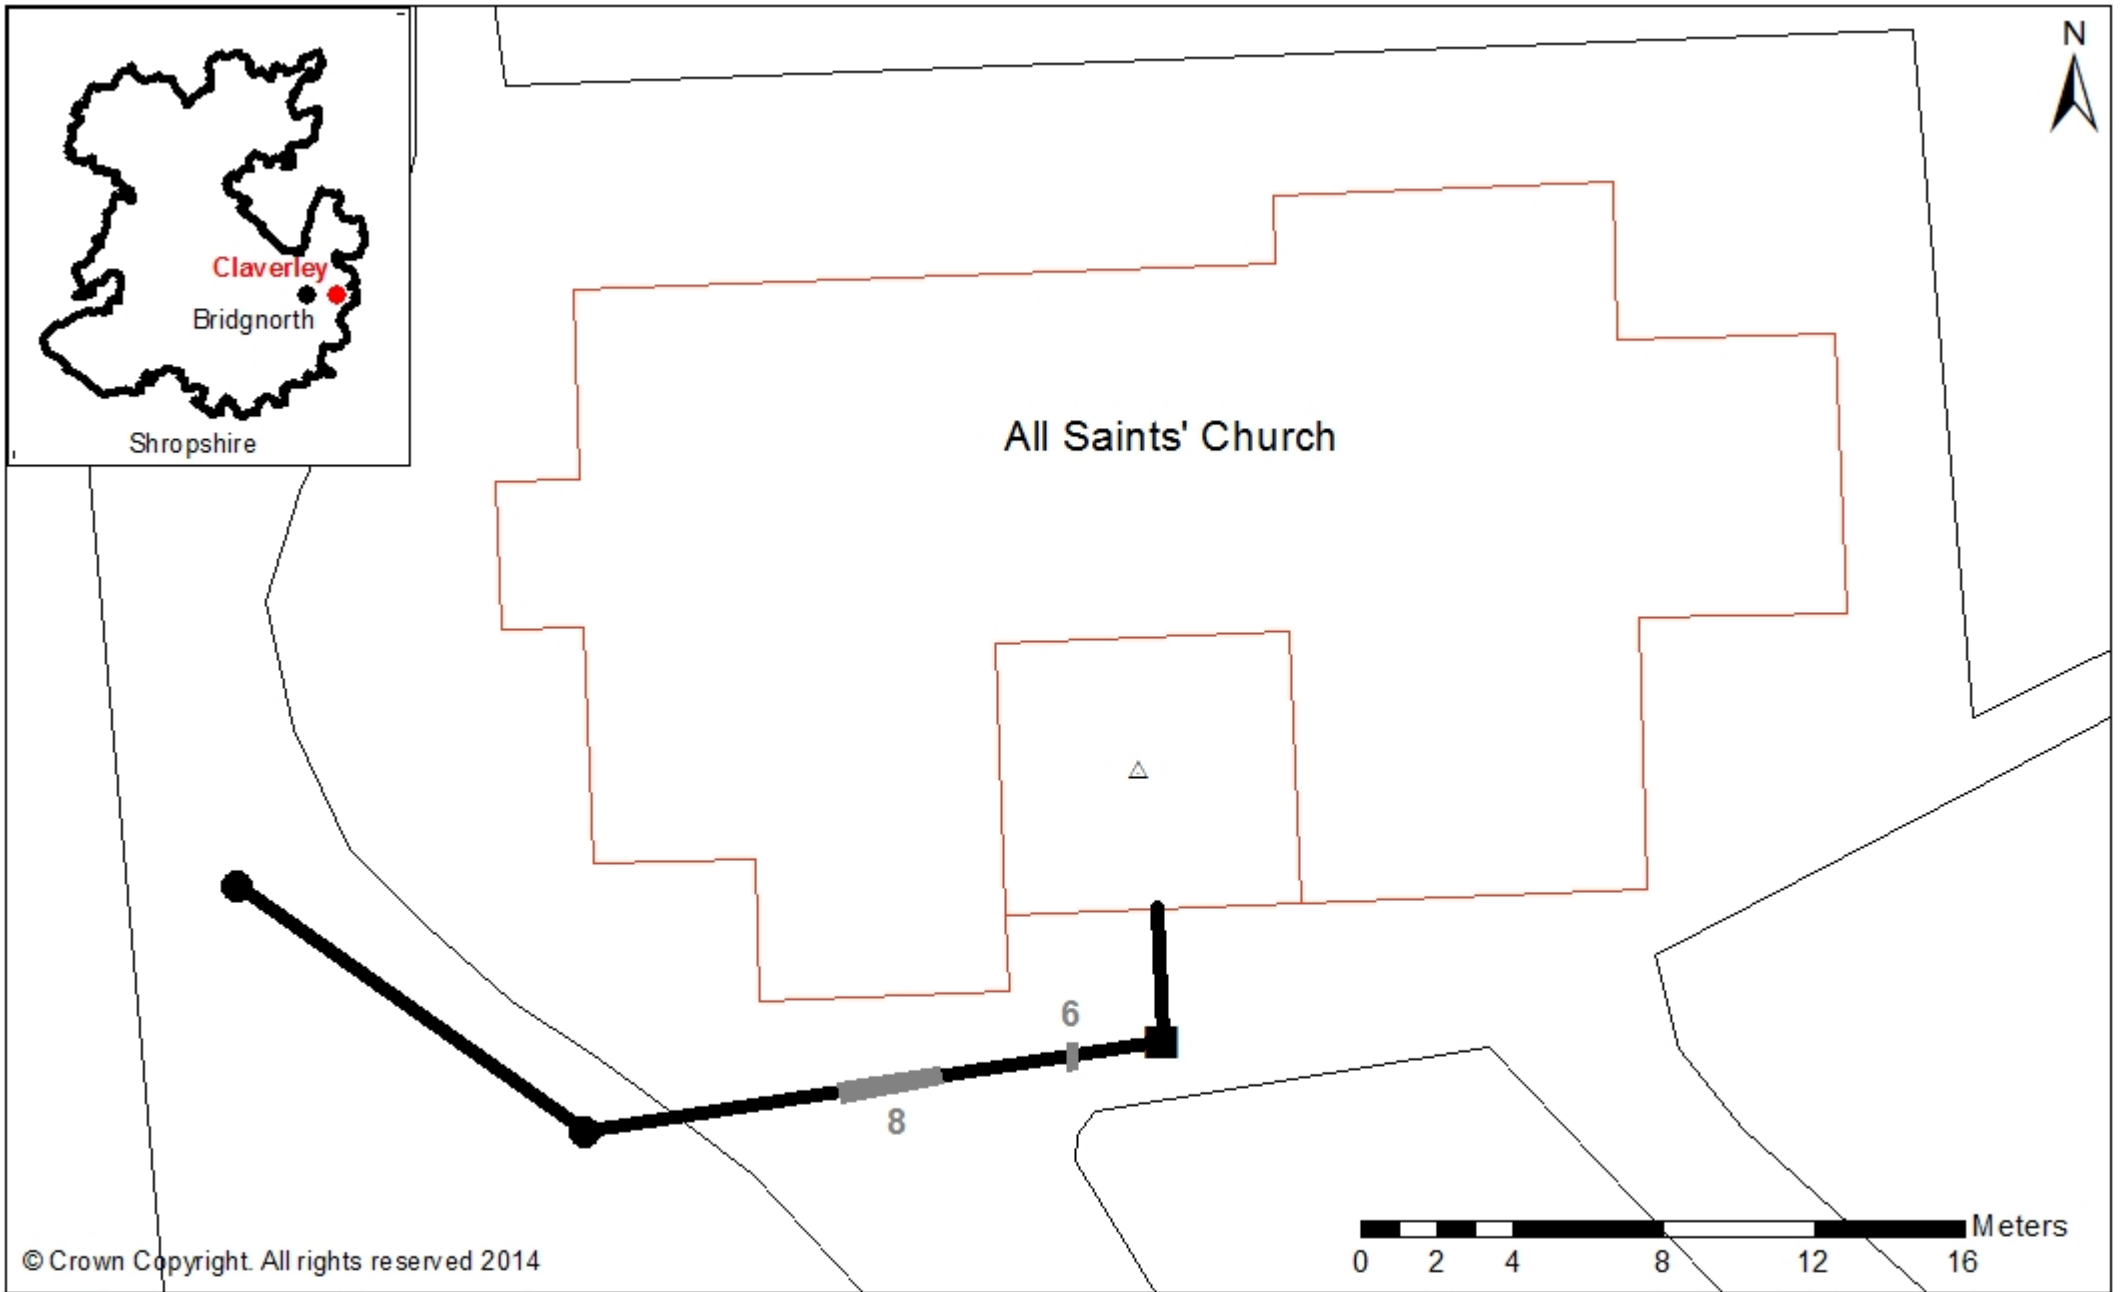 N
Claverley
Bridgnorth
Shropshire
All Saints' Church
6
8
Meters
0 2 4 8 12 16
© Crown Copyright. All rights reserved 2014